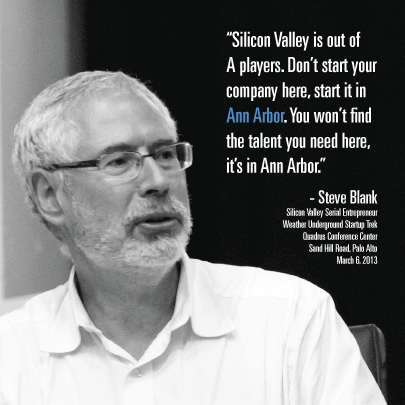 “Silicon Valley is out of
A players. Don’t start your
company here, start it in
Ann Arbor. You won’t find
the talent you need here,
it’s in Ann Arbor.”
- Steve Blank
Silicon Valley Serial Entrepreneur
Weather Underground Startup Trek
Quadrus Conference Center
Sand Hill Road, Palo Alto
March 6, 2013